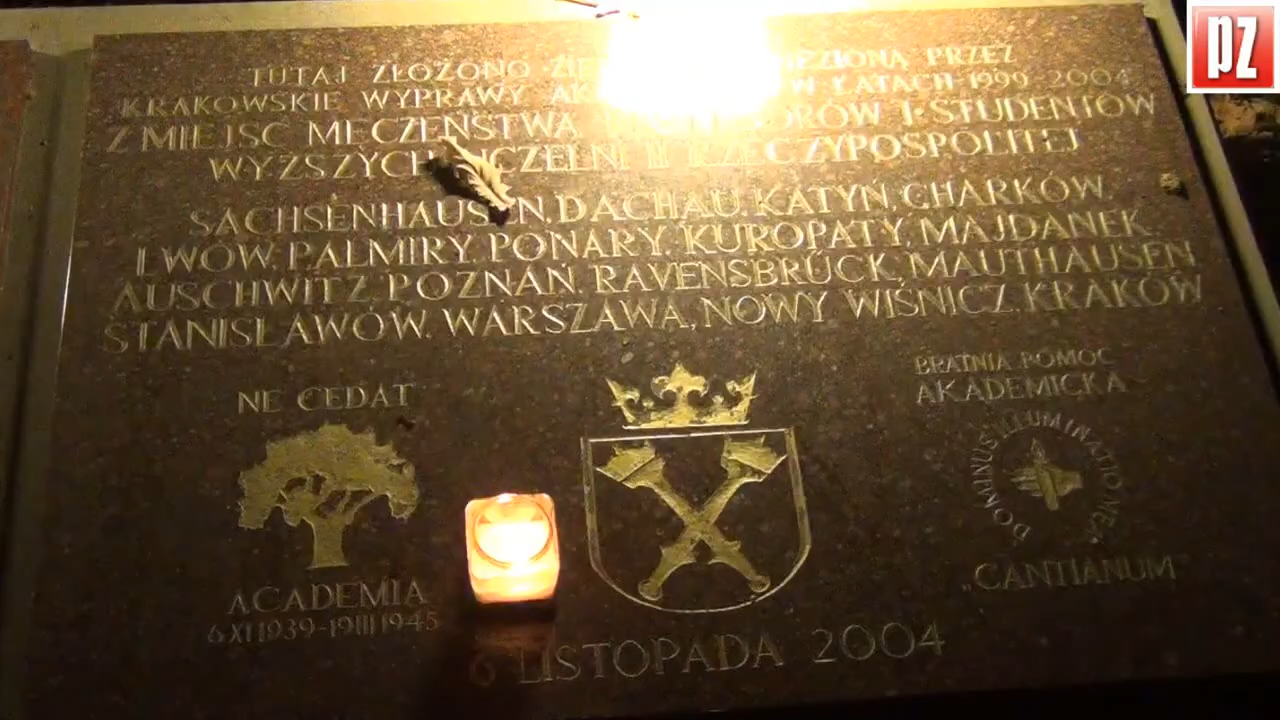 pz
TUTAJ ZŁOŻONO PRZEZ
KRAKOWSKIE WYPRAWY W LATACH 1999-2004
Z MIEJSC MĘCZEŃSTWA I STUDENTÓW
WYŻSZYCH UCZELNI II RZECZYPOSPOLITEJ
SACHSENHAUSEN, DACHAU, KATYŃ, CHARKÓW,
LWÓW, PALMIRY, PONARY, KUROPATY, MAJDANEK,
AUSCHWITZ, POZNAŃ, RAVENSBRÜCK, MAUTHAUSEN
STANISŁAWÓW, WARSZAWA, NOWY WIŚNICZ, KRAKÓW
NE CEDAT
ACADEMIA
6 XI 1939-19 III 1945
BRATNIA POMOC
AKADEMICKA
DOMINUS ILLUMINATIO MEA
„CANTIANUM”
6 LISTOPADA 2004